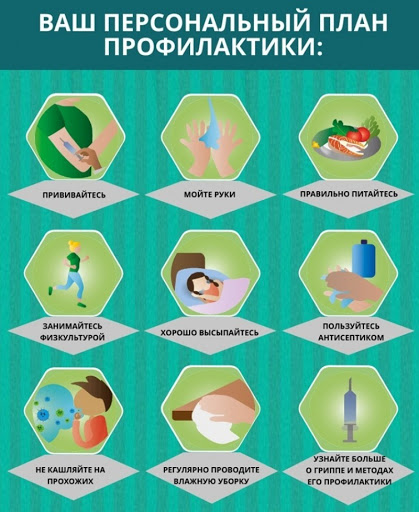 ВАШ ПЕРСОНАЛЬНЫЙ ПЛАН
ПРОФИЛАКТИКИ:
ПРИВИВАЙТЕСЬ
МОЙТЕ РУКИ
ПРАВИЛЬНО ПИТАЙТЕСЬ
ЗАНИМАЙТЕСЬ
ФИЗКУЛЬТУРОЙ
ХОРОШО ВЫСЫПАЙТЕСЬ
ПОЛЬЗУЙТЕСЬ
АНТИСЕПТИКОМ
НЕ КАШЛЯЙТЕ НА
ПРОХОЖИХ
РЕГУЛЯРНО ПРОВОДИТЕ
ВЛАЖНУЮ УБОРКУ
УЗНАЙТЕ БОЛЬШЕ
О ГРИППЕ И МЕТОДАХ
ЕГО ПРОФИЛАКТИКИ